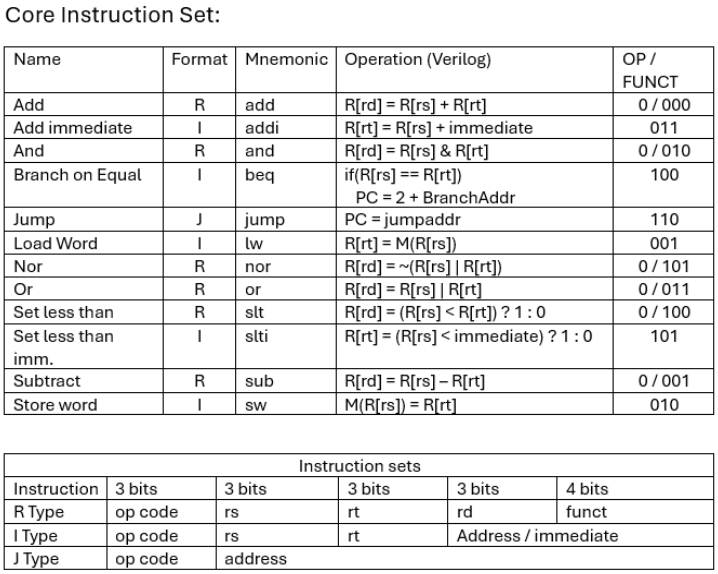 Core Instruction Set:
Name Format Mnemonic Operation (Verilog) OP /
FUNCT
Add R add R[rd] = R[rs] + R[rt] 0 / 000
Add immediate I addi R[rt] = R[rs] + immediate 011
And R and R[rd] = R[rs] & R[rt] 0 / 010
Branch on Equal I beq if(R[rs] == R[rt]) 100
PC = 2 + BranchAddr
Jump J jump PC = jumpaddr 110
Load Word I lw R[rt] = M(R[rs]) 001
Nor R nor R[rd] = ~(R[rs] | R[rt]) 0 / 101
Or R or R[rd] = R[rs] | R[rt] 0 / 011
Set less than R slt R[rd] = (R[rs] < R[rt]) ? 1 : 0 0 / 100
Set less than I slti R[rt] = (R[rs] < immediate) ? 1 : 0 101
imm.
Subtract R sub R[rd] = R[rs] – R[rt] 0 / 001
Store word I sw M(R[rs]) = R[rt] 010
Instruction sets
Instruction 3 bits 3 bits 3 bits 3 bits 4 bits
R Type op code rs rt rd funct
I Type op code rs rt Address / immediate
J Type op code address